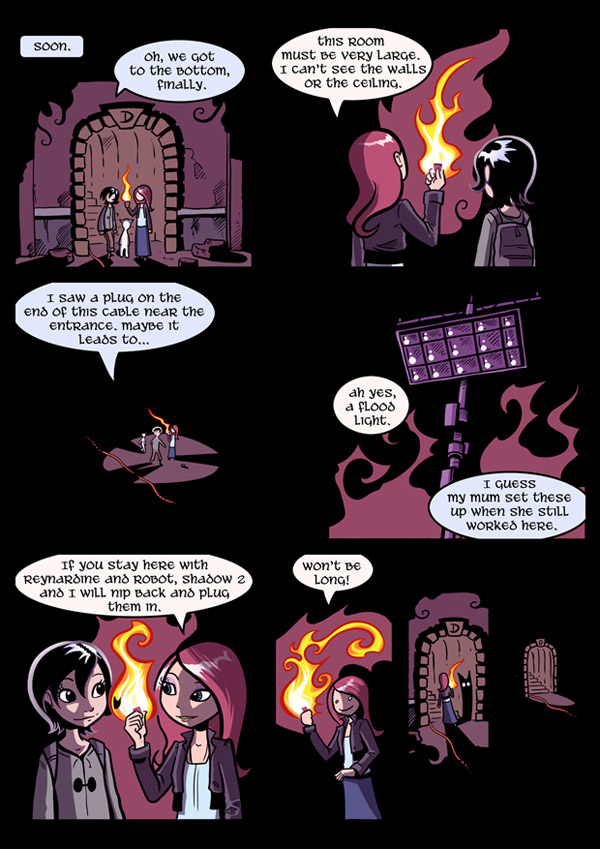 soon.
oh, we got
to the bottom,
finally.
D
this room
must be very large.
I can't see the walls
or the ceiling.
I saw a plug on the
end of this cable near the
entrance. maybe it
leads to...
ah yes,
a flood
light.
I guess
my mum set these
up when she still
worked here.
If you stay here with
Reynardine and Robot, Shadow 2
and I will nip back and plug
them in.
won't be
long!
D
D